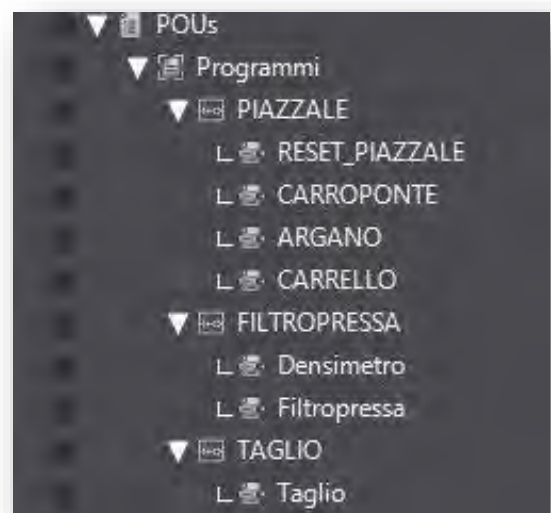 POUs
Programmi
PIAZZALE
RESET_PIAZZALE
CARROPONTE
ARGANO
CARRELLO
FILTROPRESSA
Densimetro
Filtropressa
TAGLIO
Taglio